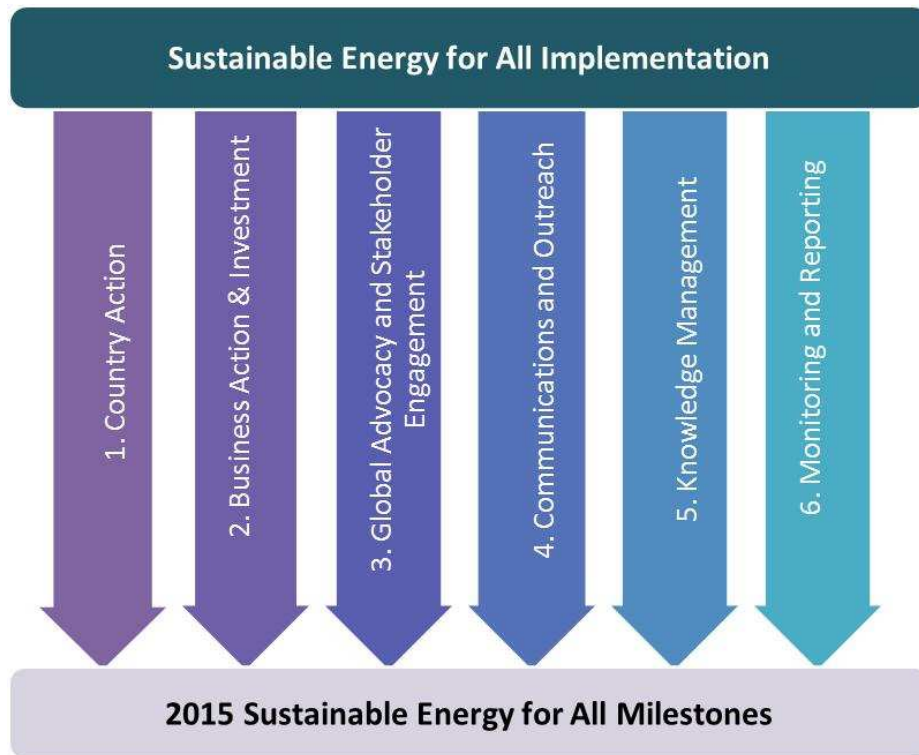 Sustainable Energy for All Implementation
1. Country Action
2. Business Action & Investment
3. Global Advocacy and Stakeholder
Engagement
4. Communications and Outreach
5. Knowledge Management
6. Monitoring and Reporting
2015 Sustainable Energy for All Milestones